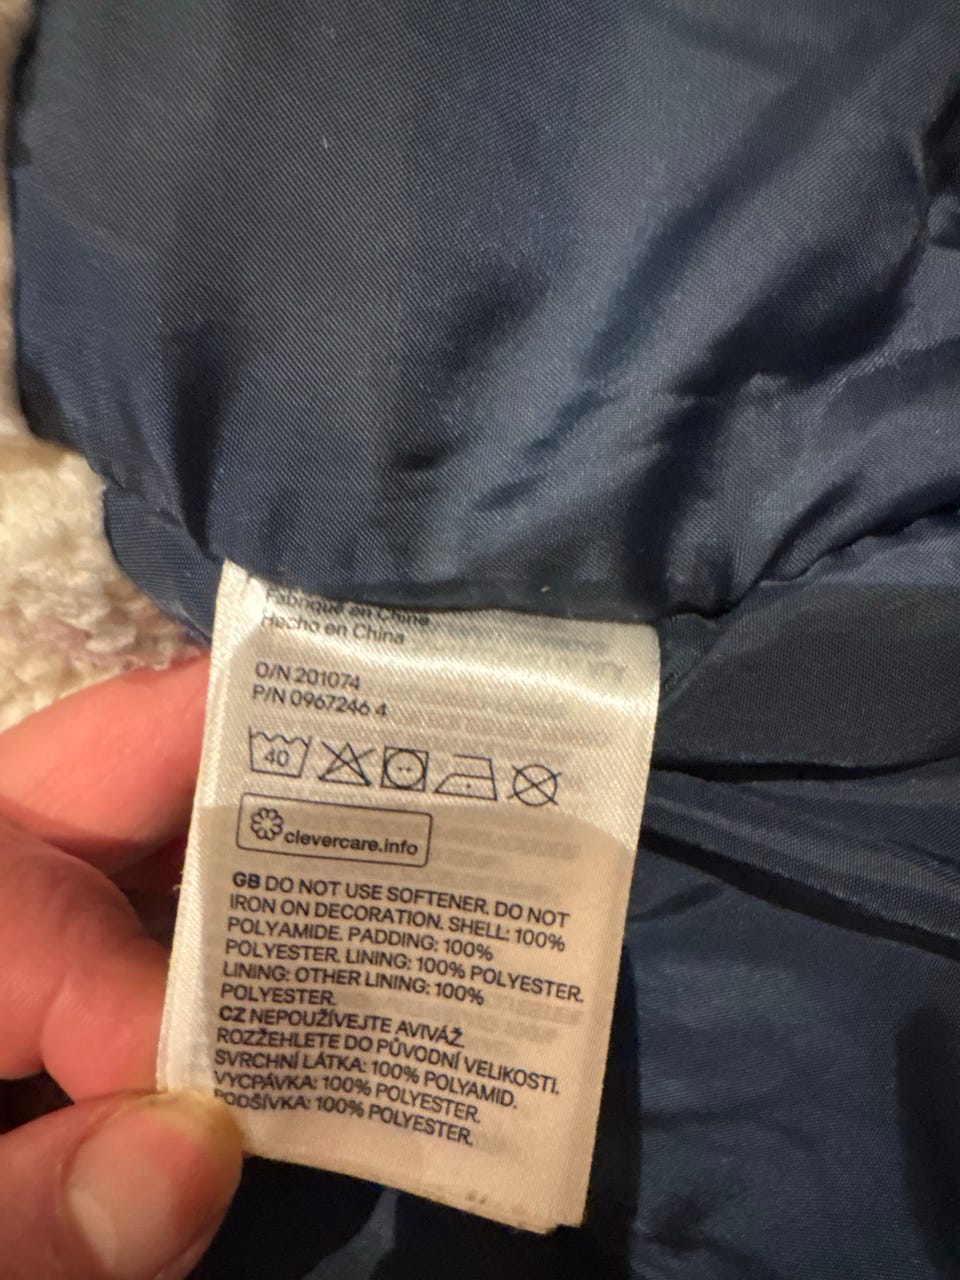 Fabriqué en China
Hecho en China
O/N 201074
P/N 0967246 4
40
clevercare.info
GB DO NOT USE SOFTENER. DO NOT
IRON ON DECORATION. SHELL: 100%
POLYAMIDE. PADDING: 100%
POLYESTER. LINING: 100% POLYESTER.
LINING: OTHER LINING: 100%
POLYESTER.
CZ NEPOUŽÍVEJTE AVIVÁŽ.
ROZŽEHLETE DO PŮVODNÍ VELIKOSTI.
SVRCHNÍ LÁTKA: 100% POLYAMID.
VYCPÁVKA: 100% POLYESTER.
PODŠÍVKA: 100% POLYESTER.